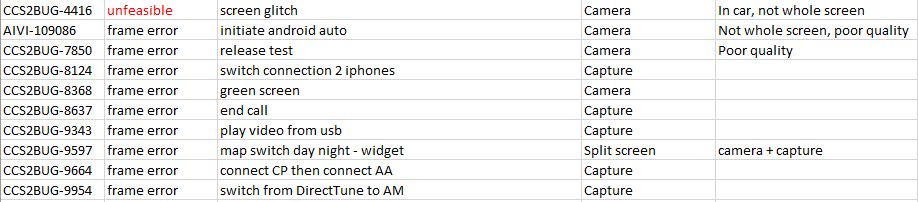 CCS2BUG-4416 unfeasible screen glitch Camera In car, not whole screen
AIVI-109086 frame error initiate android auto Camera Not whole screen, poor quality
CCS2BUG-7850 frame error release test Camera Poor quality
CCS2BUG-8124 frame error switch connection 2 iphones Capture
CCS2BUG-8368 frame error green screen Camera
CCS2BUG-8637 frame error end call Capture
CCS2BUG-9343 frame error play video from usb Capture
CCS2BUG-9597 frame error map switch day night - widget Split screen camera + capture
CCS2BUG-9664 frame error connect CP then connect AA Capture
CCS2BUG-9954 frame error switch from DirectTune to AM Capture